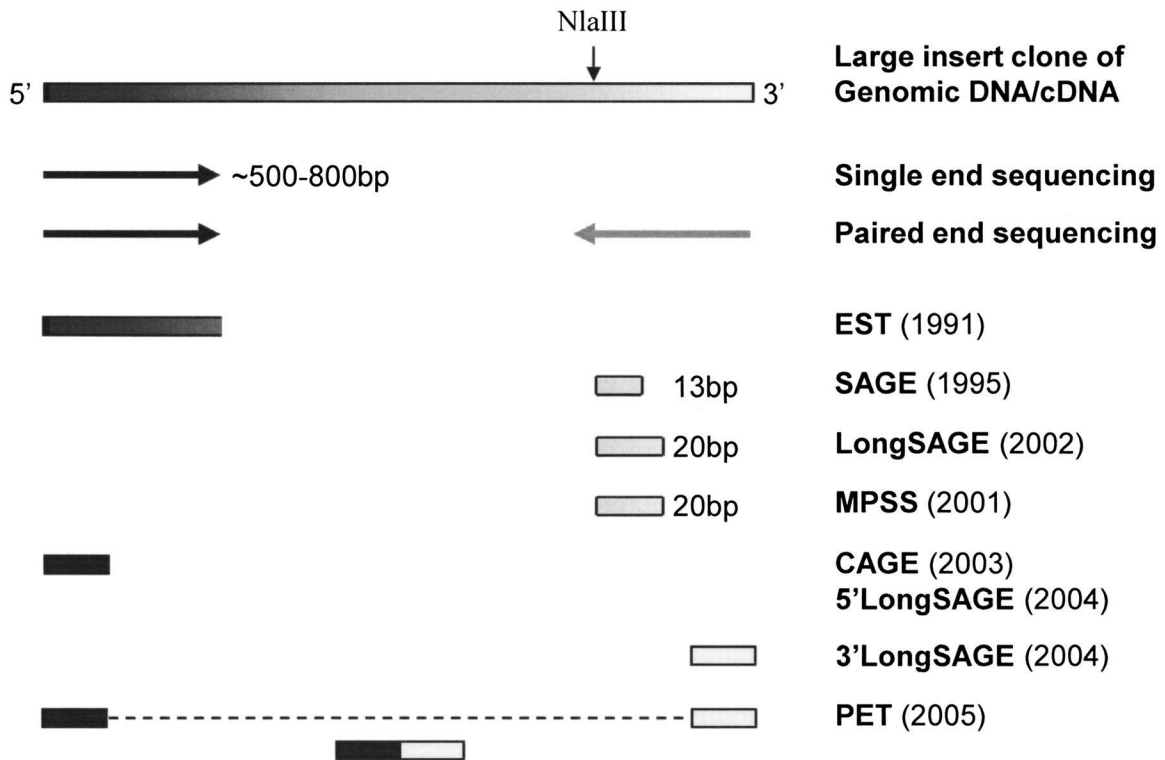 NlaIII
5’
3’
Large insert clone of
Genomic DNA/cDNA
~500-800bp
Single end sequencing
Paired end sequencing
EST (1991)
13bp
SAGE (1995)
20bp
LongSAGE (2002)
20bp
MPSS (2001)
CAGE (2003)
5’LongSAGE (2004)
3’LongSAGE (2004)
PET (2005)